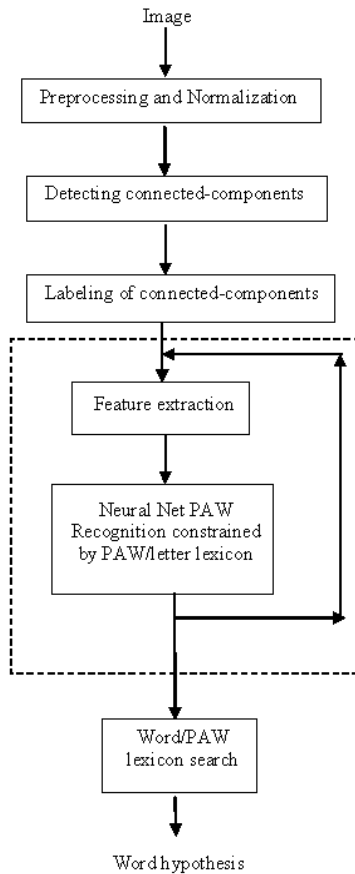 Image
Preprocessing and Normalization
Detecting connected-components
Labeling of connected-components
Feature extraction
Neural Net PAW
Recognition constrained
by PAW/letter lexicon
Word/PAW
lexicon search
Word hypothesis